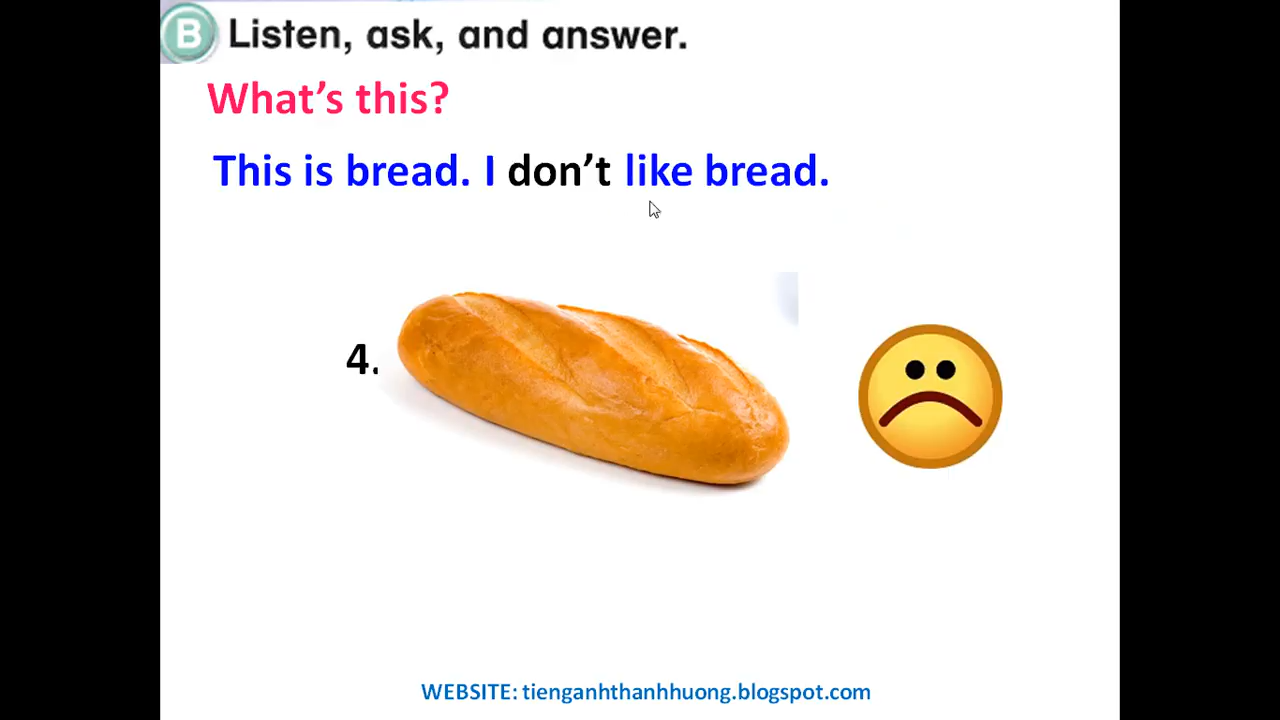 B Listen, ask, and answer.
What's this?
This is bread. I don't like bread.
4.
WEBSITE: tienganhthanhhuong.blogspot.com